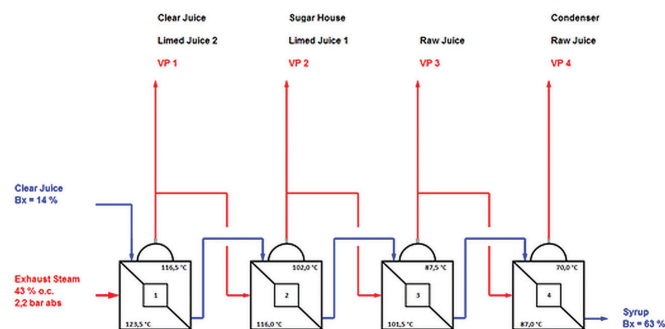 Clear Juice
Limed Juice 2
VP 1
Sugar House
Limed Juice 1
VP 2
Raw Juice
VP 3
Condenser
Raw Juice
VP 4
Clear Juice
Bx = 14 %
Exhaust Steam
43 % o.c.
2,2 bar abs
116,5 °C
1
123,5 °C
102,0 °C
2
116,0 °C
87,5 °C
3
101,5 °C
70,0 °C
4
87,0 °C
Syrup
Bx = 63 %